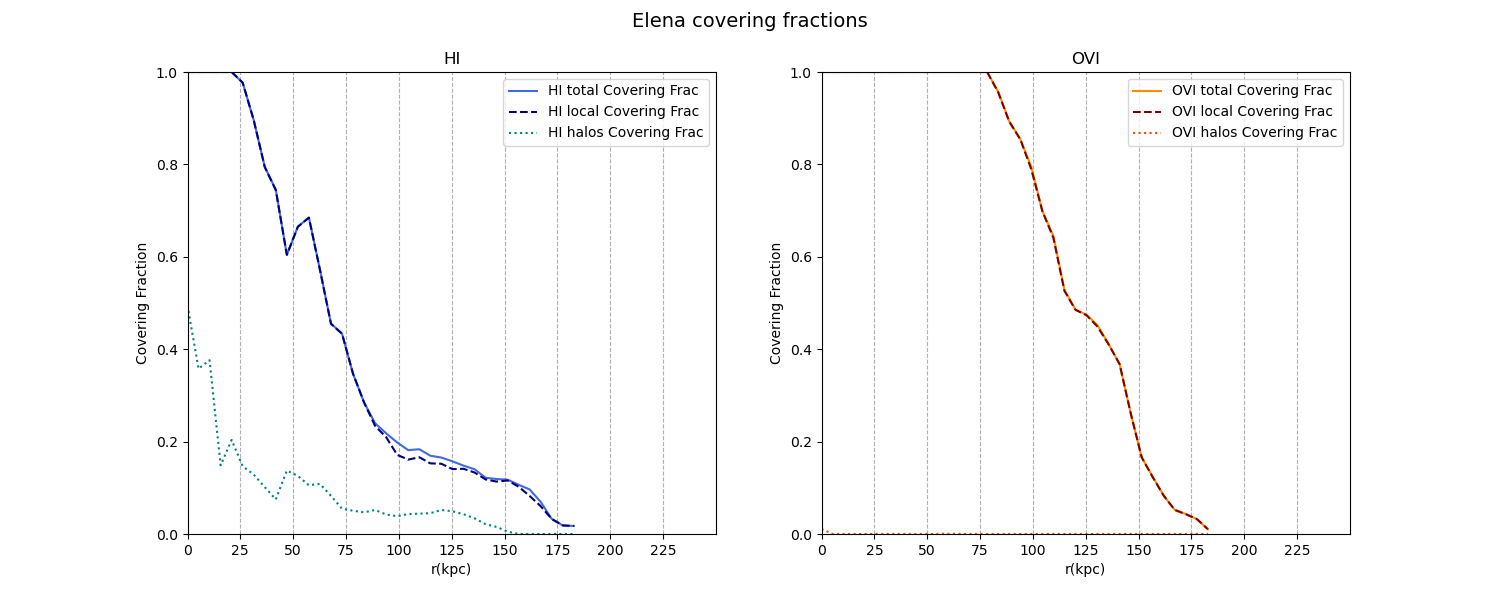 Elena covering fractions
HI
1.0
0.8
0.6
0.4
0.2
0.0
Covering Fraction
HI total Covering Frac
HI local Covering Frac
HI halos Covering Frac
0 25 50 75 100 125 150 175 200 225
r(kpc)
OVI
1.0
0.8
0.6
0.4
0.2
0.0
Covering Fraction
OVI total Covering Frac
OVI local Covering Frac
OVI halos Covering Frac
0 25 50 75 100 125 150 175 200 225
r(kpc)